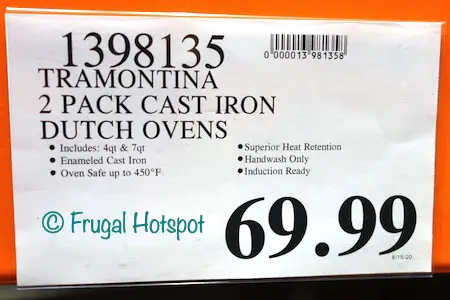 1398135
0 000013 981358
TRAMONTINA
2 PACK CAST IRON
DUTCH OVENS
• Includes: 4qt & 7qt
• Enameled Cast Iron
• Oven Safe up to 450°F
• Superior Heat Retention
• Handwash Only
• Induction Ready
© Frugal Hotspot
69.99
8/15/20